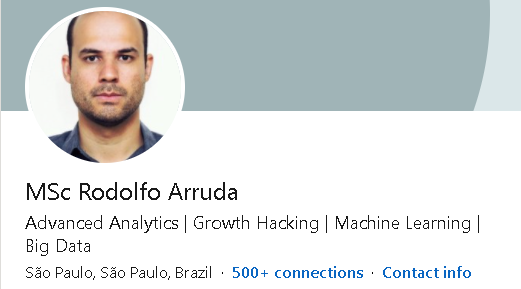 MSc Rodolfo Arruda
Advanced Analytics | Growth Hacking | Machine Learning |
Big Data
São Paulo, São Paulo, Brazil · 500+ connections · Contact info